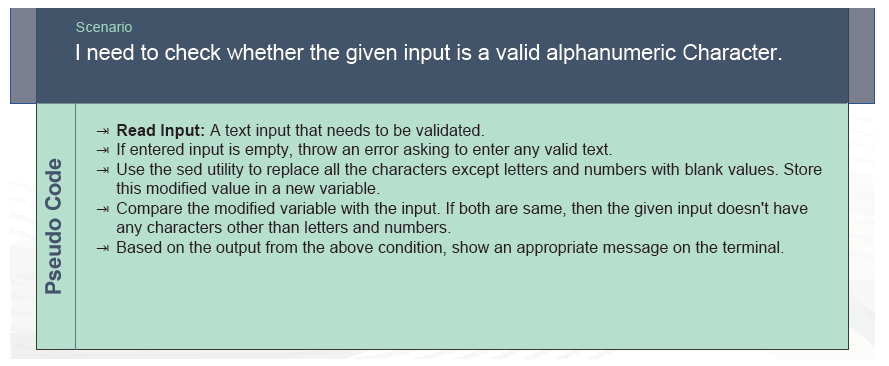 Scenario
I need to check whether the given input is a valid alphanumeric Character.
Pseudo Code
⇥ Read Input: A text input that needs to be validated.
⇥ If entered input is empty, throw an error asking to enter any valid text.
⇥ Use the sed utility to replace all the characters except letters and numbers with blank values. Store
this modified value in a new variable.
⇥ Compare the modified variable with the input. If both are same, then the given input doesn't have
any characters other than letters and numbers.
⇥ Based on the output from the above condition, show an appropriate message on the terminal.